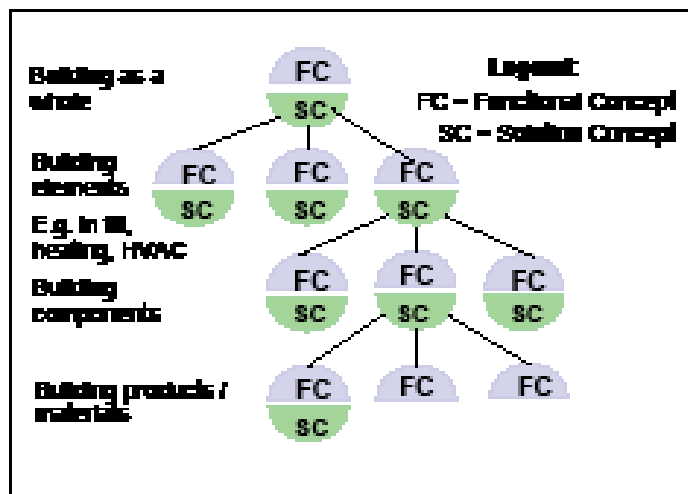 Building as a
whole
FC
SC
Legend:
FC – Functional Concept
SC – Solution Concept
Building
elements
FC FC FC
SC SC SC
E.g. in fill,
heating, HVAC
Building
components
FC FC FC
SC SC SC
Building products /
materials
FC FC FC
SC